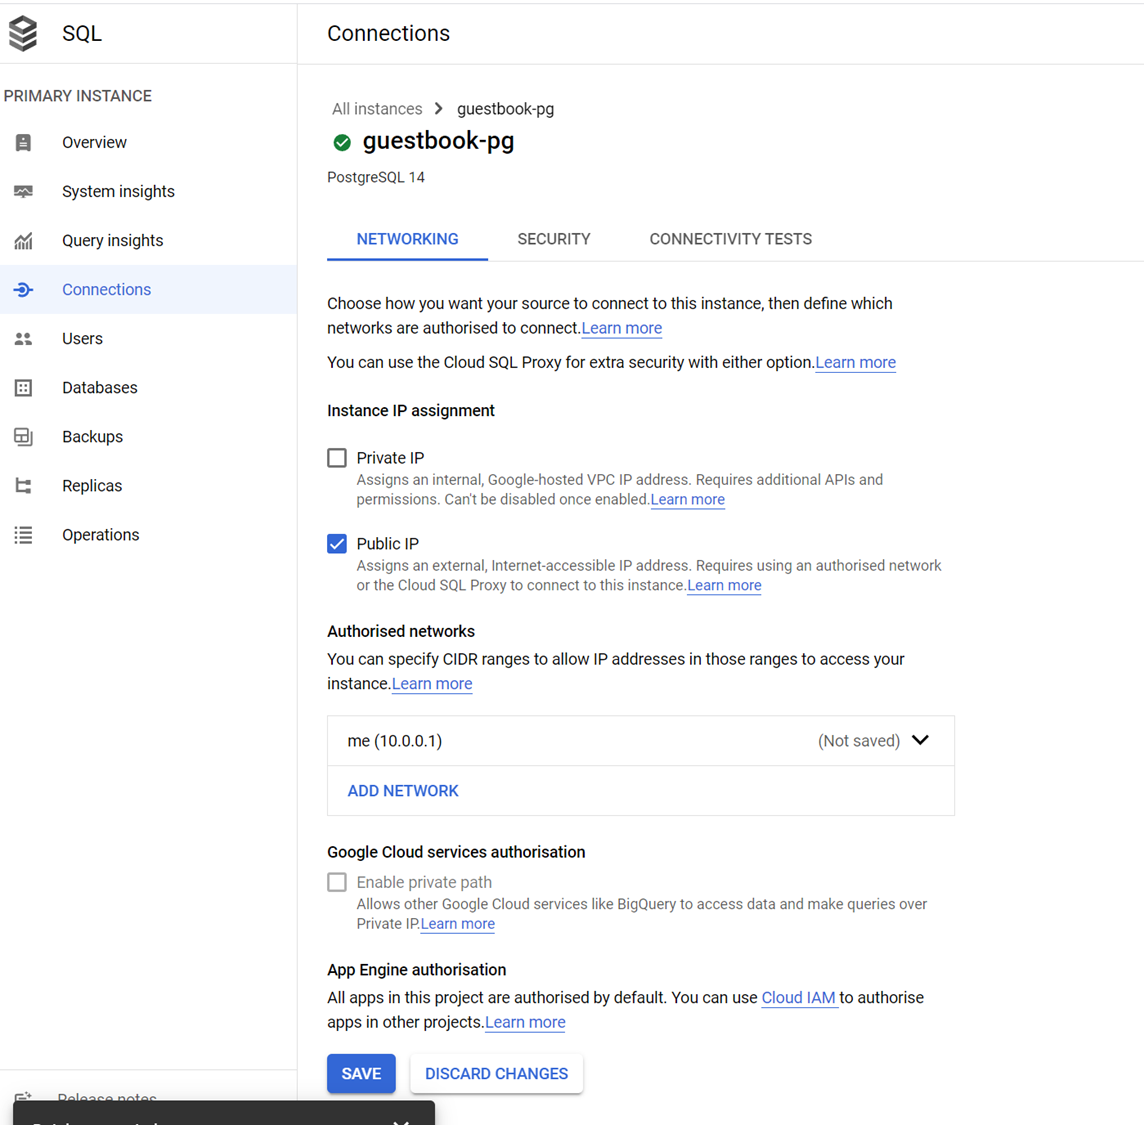 SQL
Connections
PRIMARY INSTANCE
Overview
System insights
Query insights
Connections
Users
Databases
Backups
Replicas
Operations
Release notes
All instances
guestbook-pg
guestbook-pg
PostgreSQL 14
NETWORKING
SECURITY
CONNECTIVITY TESTS
Choose how you want your source to connect to this instance, then define which
networks are authorised to connect.Learn more
You can use the Cloud SQL Proxy for extra security with either option.Learn more
Instance IP assignment
Private IP
Assigns an internal, Google-hosted VPC IP address. Requires additional APIs and
permissions. Can't be disabled once enabled.Learn more
Public IP
Assigns an external, Internet-accessible IP address. Requires using an authorised network
or the Cloud SQL Proxy to connect to this instance.Learn more
Authorised networks
You can specify CIDR ranges to allow IP addresses in those ranges to access your
instance.Learn more
me (10.0.0.1)
(Not saved)
ADD NETWORK
Google Cloud services authorisation
Enable private path
Allows other Google Cloud services like BigQuery to access data and make queries over
Private IP.Learn more
App Engine authorisation
All apps in this project are authorised by default. You can use Cloud IAM to authorise
apps in other projects.Learn more
SAVE
DISCARD CHANGES